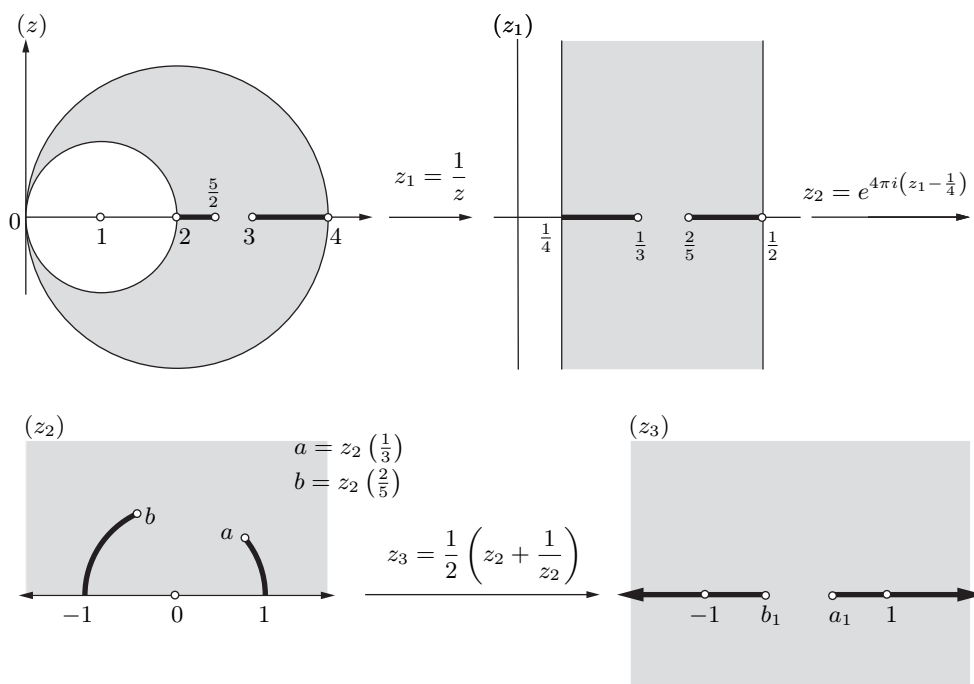 (z)
0
1
2
5/2
3
4
z₁ = 1/z
(z₁)
1/4
1/3
2/5
1/2
z₂ = e^{4πi(z₁−1/4)}
(z₂)
a = z₂ (1/3)
b = z₂ (2/5)
b
a
−1
0
1
z₃ = 1/2 (z₂ + 1/z₂)
(z₃)
−1
b₁
a₁
1